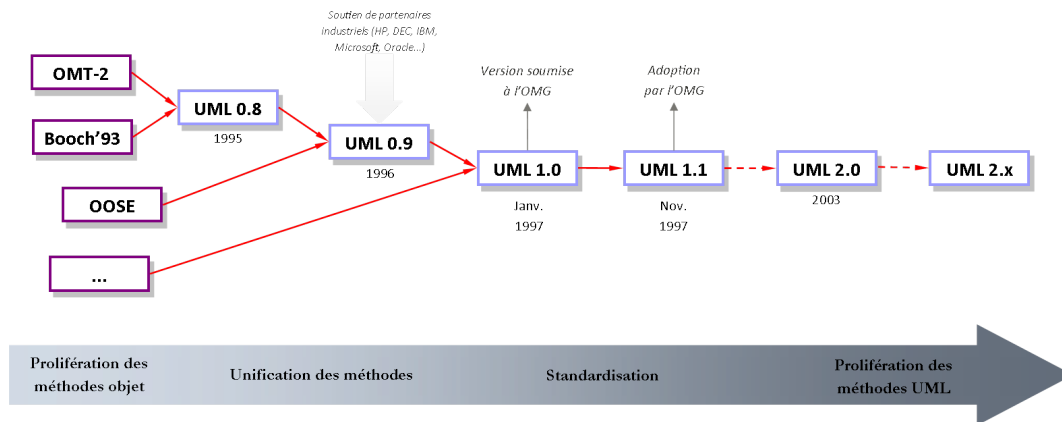 Soutien de partenaires
industriels (HP, DEC, IBM,
Microsoft, Oracle...)
Version soumise
à l'OMG
Adoption
par l'OMG
OMT-2
Booch'93
OOSE
...
UML 0.8
1995
UML 0.9
1996
UML 1.0
Janv.
1997
UML 1.1
Nov.
1997
UML 2.0
2003
UML 2.x
Prolifération des
méthodes objet
Unification des méthodes
Standardisation
Prolifération des
méthodes UML